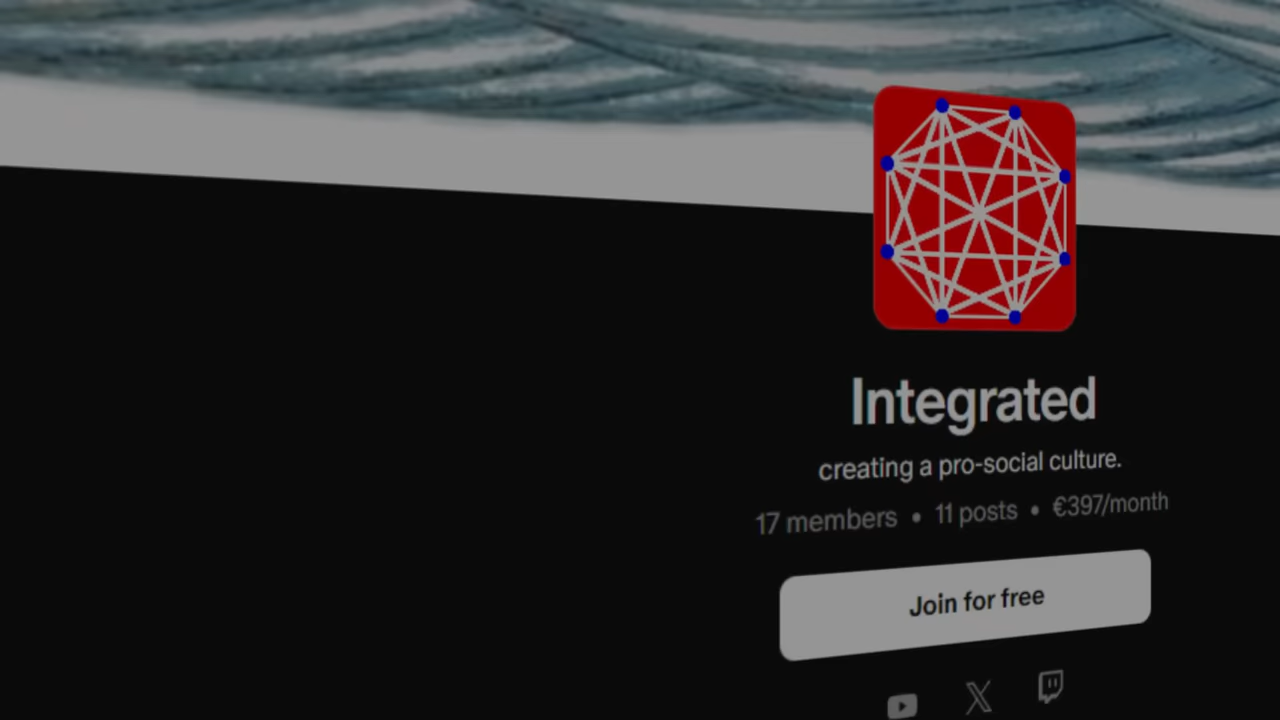 Integrated
creating a pro-social culture.
17 members • 11 posts • €397/month
Join for free